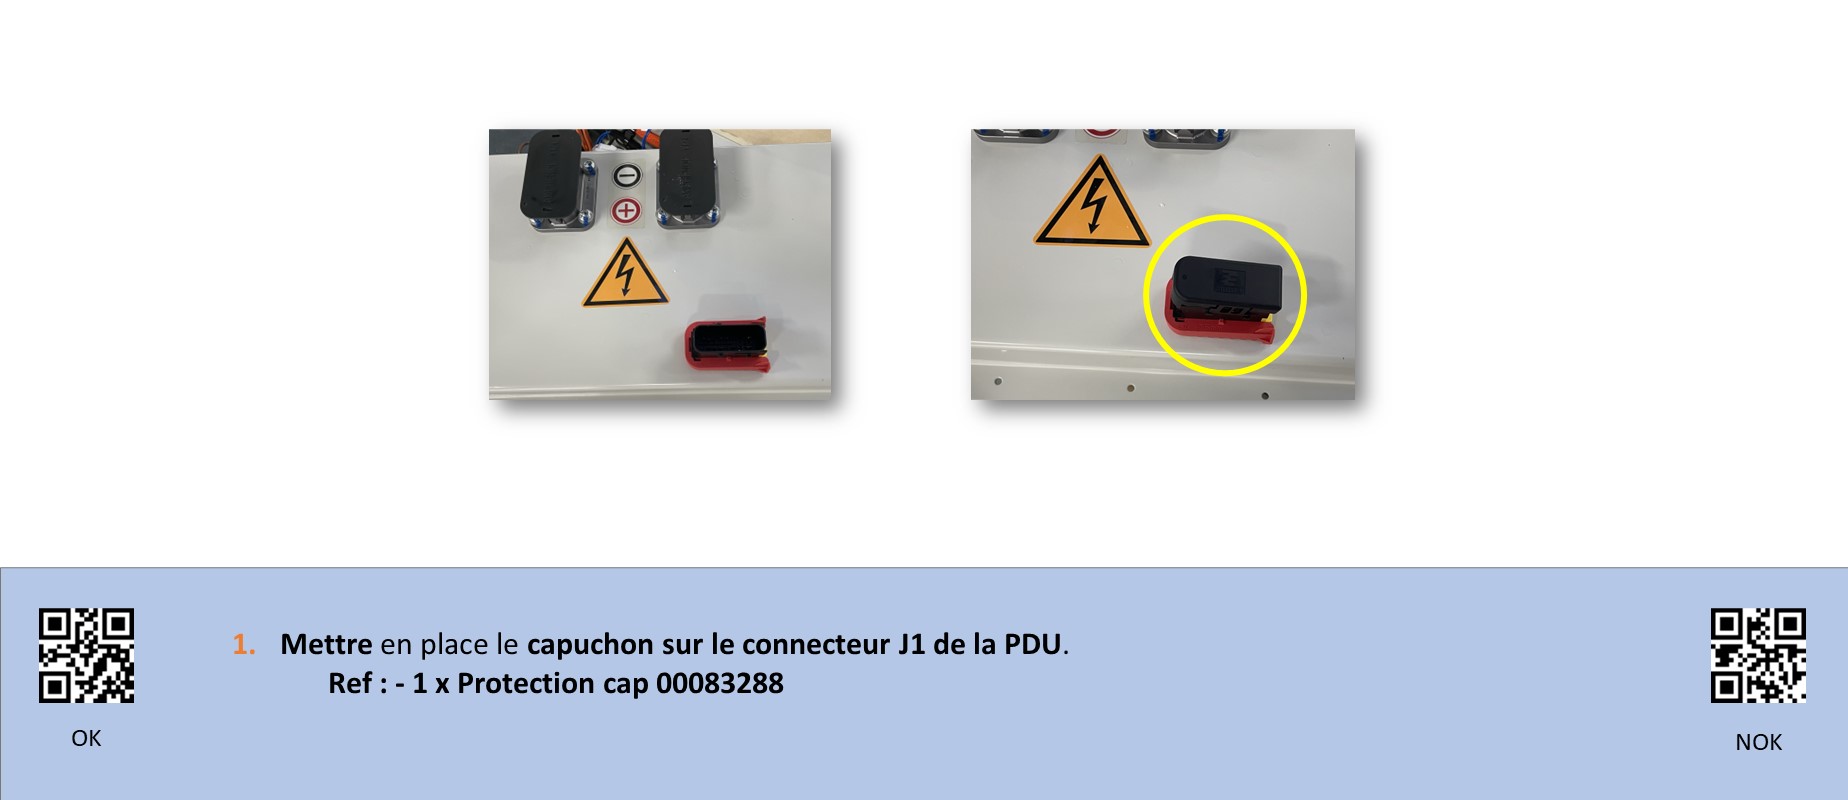 1. Mettre en place le capuchon sur le connecteur J1 de la PDU.
Ref : - 1 x Protection cap 00083288
OK
NOK